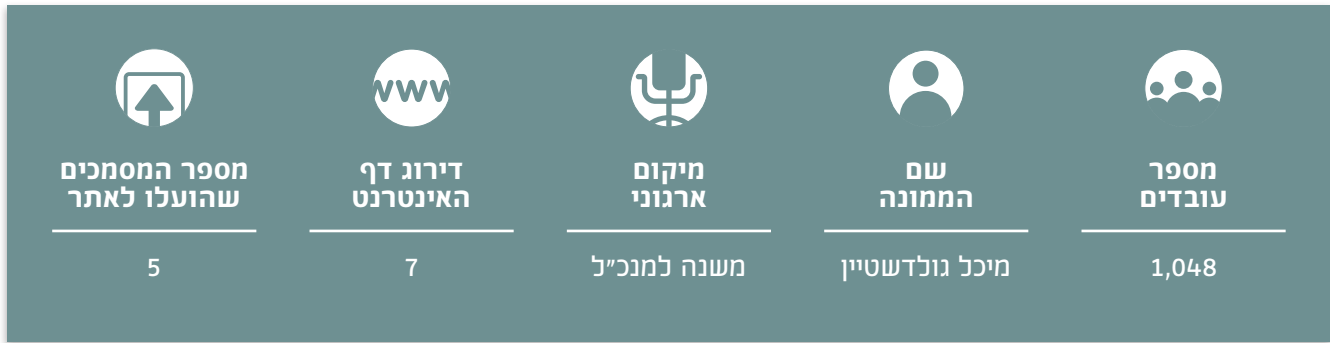 מספר
עובדים
1,048
שם
הממונה
מיכל גולדשטיין
מיקום
ארגוני
משנה למנכ״ל
www
דירוג דף
האינטרנט
7
מספר המסמכים
שהועלו לאתר
5